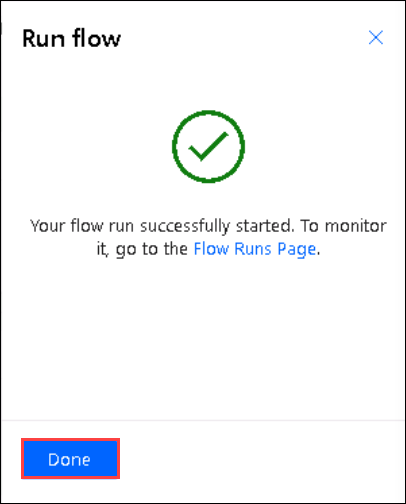 Run flow
Your flow run successfully started. To monitor
it, go to the Flow Runs Page.
Done